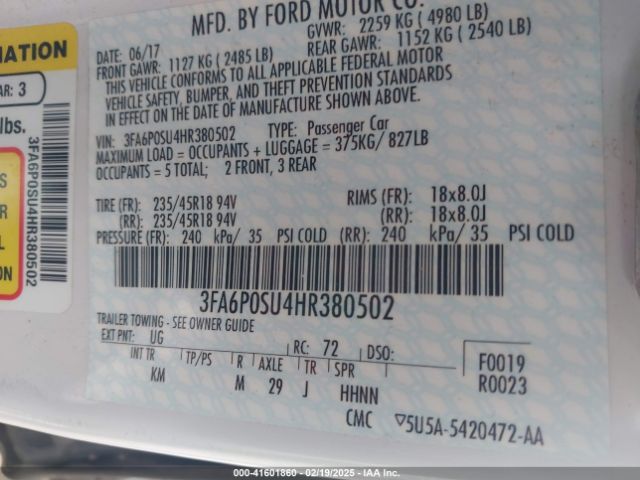 MFD. BY FORD MOTOR CO.
DATE: 06/17
GVWR: 2259 KG ( 4980 LB)
FRONT GAWR: 1127 KG ( 2485 LB)
REAR GAWR: 1152 KG ( 2540 LB)
THIS VEHICLE CONFORMS TO ALL APPLICABLE FEDERAL MOTOR
VEHICLE SAFETY, BUMPER, AND THEFT PREVENTION STANDARDS
IN EFFECT ON THE DATE OF MANUFACTURE SHOWN ABOVE.
VIN: 3FA6P0SU4HR380502
TYPE: Passenger Car
MAXIMUM LOAD = OCCUPANTS + LUGGAGE = 375KG/ 827LB
OCCUPANTS = 5 TOTAL; 2 FRONT, 3 REAR
TIRE (FR): 235/45R18 94V
RIMS (FR): 18x8.0J
(RR): 235/45R18 94V
(RR): 18x8.0J
PRESSURE (FR): 240 kPa/ 35 PSI COLD (RR): 240 kPa/ 35 PSI COLD
3FA6P0SU4HR380502
TRAILER TOWING - SEE OWNER GUIDE
EXT PNT: UG
RC: 72
DSO:
F0019
R0023
INT TR
TP/PS
R
AXLE
TR
SPR
KM
M
29
J
HHNN
CMC
5U5A-5420472-AA
MATION
AR: 3
lbs.
3FA6P0SU4HR380502
S
ER
L
ON
000-41601860 - 02/19/2025 - IAAI.COM